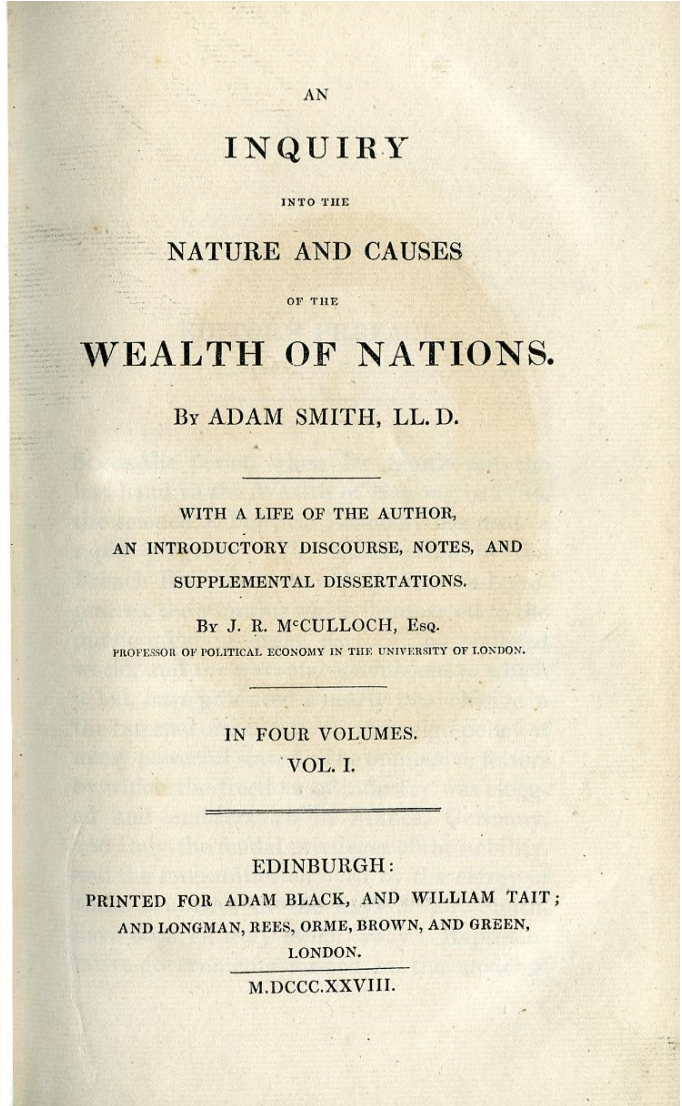 AN
INQUIRY
INTO THE
NATURE AND CAUSES
OF THE
WEALTH OF NATIONS.
By ADAM SMITH, LL. D.
WITH A LIFE OF THE AUTHOR,
AN INTRODUCTORY DISCOURSE, NOTES, AND
SUPPLEMENTAL DISSERTATIONS.
By J. R. McCULLOCH, Esq.
PROFESSOR OF POLITICAL ECONOMY IN THE UNIVERSITY OF LONDON.
IN FOUR VOLUMES.
VOL. I.
EDINBURGH:
PRINTED FOR ADAM BLACK, AND WILLIAM TAIT;
AND LONGMAN, REES, ORME, BROWN, AND GREEN,
LONDON.
M.DCCC.XXVIII.